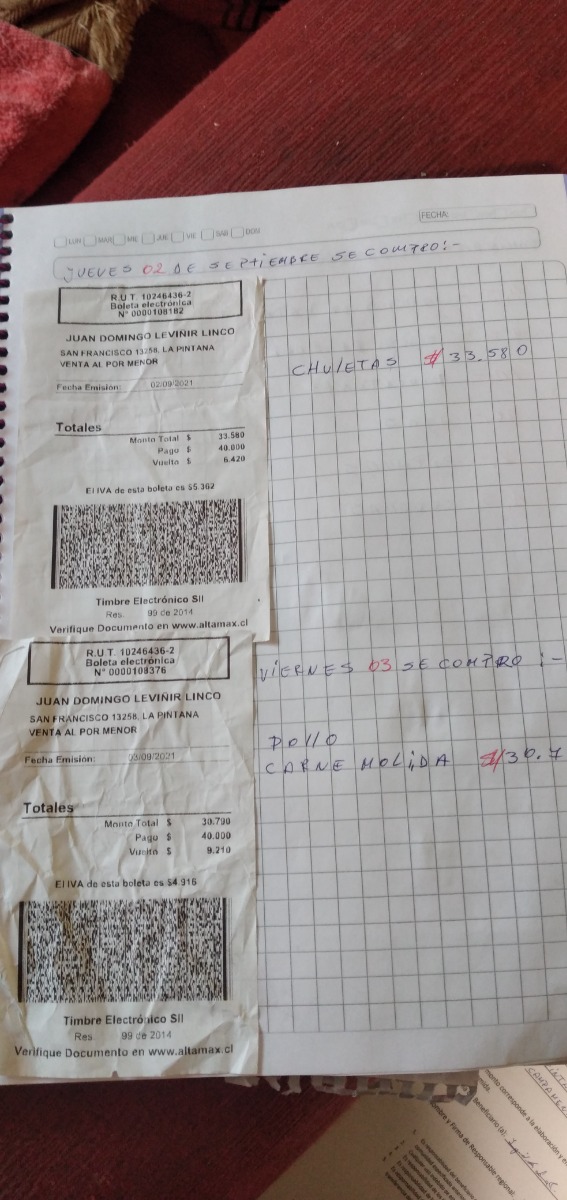 FECHA:
LUN MAR MIE JUE VIE SAB DOM
JUEVES 02 DE SEPTIEMBRE SE COMPRO:-
R.U.T. 10246436-2
Boleta electrónica
N° 0000108182
JUAN DOMINGO LEVIÑIR LINCO
SAN FRANCISCO 13258, LA PINTANA
VENTA AL POR MENOR
Fecha Emisión: 02/09/2021
Totales
Monto Total $ 33.580
Pago $ 40.000
Vuelto $ 6.420
El IVA de esta boleta es $5.362
Timbre Electrónico SII
Res. 99 de 2014
Verifique Documento en www.altamax.cl
CHULETAS $ 33.580
R.U.T. 10246436-2
Boleta electrónica
N° 0000108376
JUAN DOMINGO LEVIÑIR LINCO
SAN FRANCISCO 13258, LA PINTANA
VENTA AL POR MENOR
Fecha Emisión: 03/09/2021
Totales
Monto Total $ 30.790
Pago $ 40.000
Vuelto $ 9.210
El IVA de esta boleta es $4.916
Timbre Electrónico SII
Res. 99 de 2014
Verifique Documento en www.altamax.cl
VIERNES 03 SE COMPRO :-
POLLO
CARNE MOLIDA $ 30.7
Beneficiario (a):